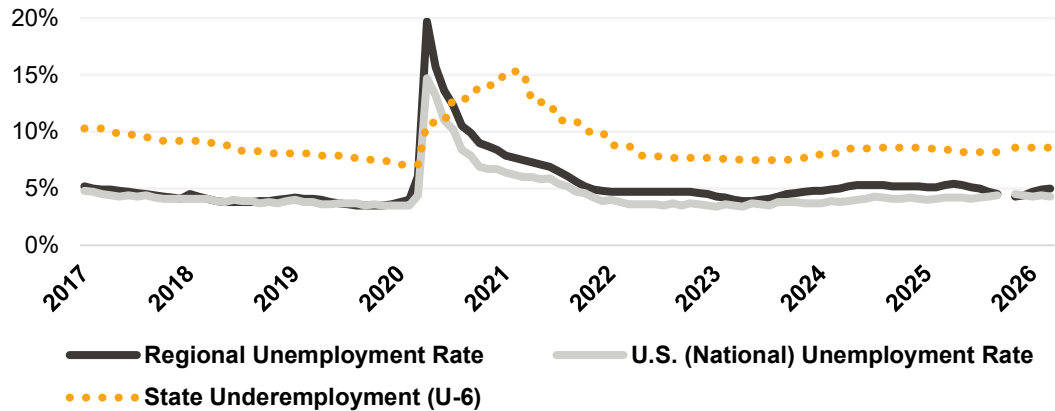 20%
15%
10%
5%
0%
2017 2018 2019 2020 2021 2022 2023 2024 2025 2026
Regional Unemployment Rate U.S. (National) Unemployment Rate
State Underemployment (U-6)